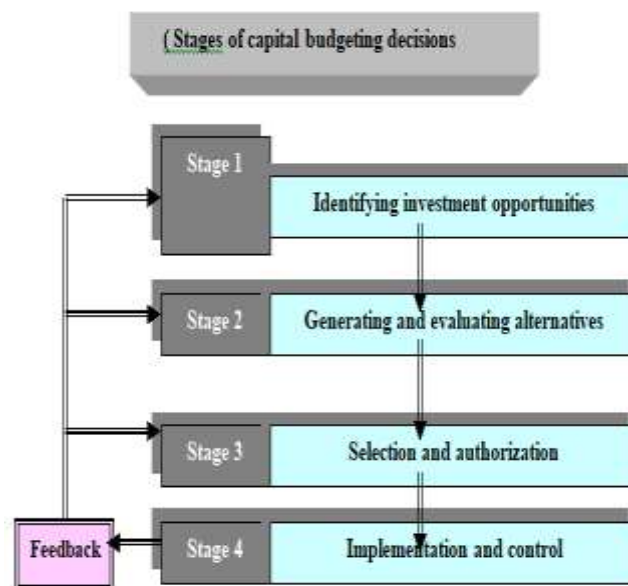 ( Stages of capital budgeting decisions
Stage 1
Identifying investment opportunities
Stage 2
Generating and evaluating alternatives
Stage 3
Selection and authorization
Feedback
Stage 4
Implementation and control